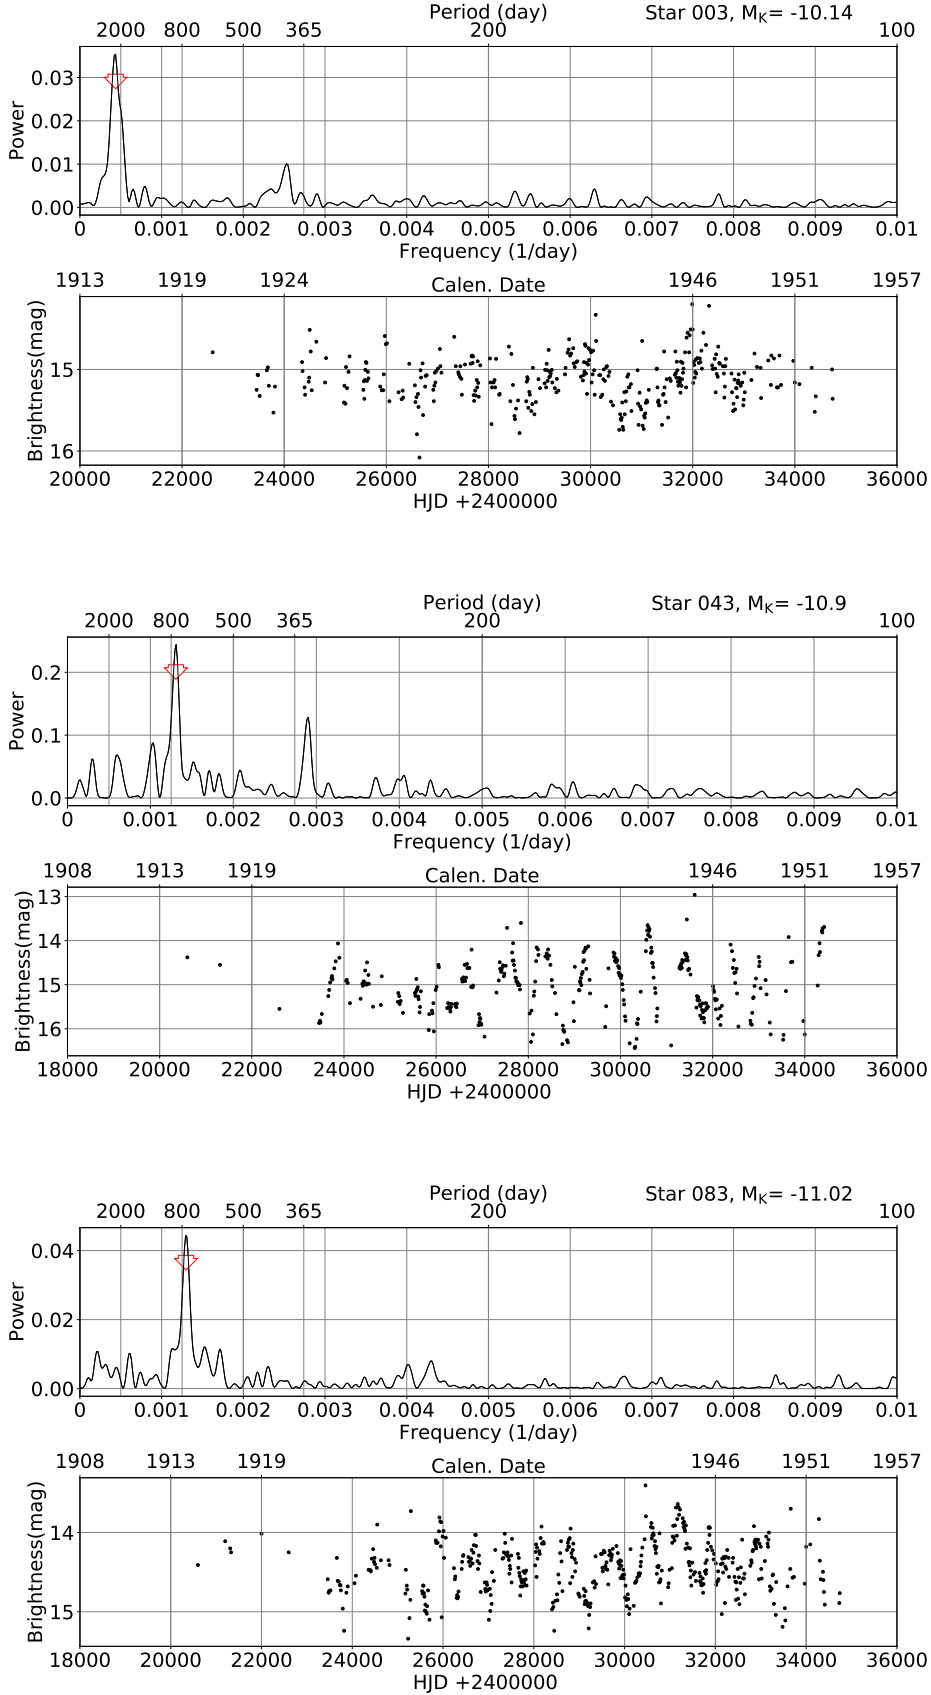 Period (day) Star 003, MK= -10.14
2000 800 500 365 200 100
0.03
0.02
0.01
0.00
Power
0 0.001 0.002 0.003 0.004 0.005 0.006 0.007 0.008 0.009 0.01
Frequency (1/day)
1913 1919 1924 Calen. Date 1946 1951 1957
15
16
Brightness(mag)
20000 22000 24000 26000 28000 30000 32000 34000 36000
HJD +2400000
Period (day) Star 043, MK= -10.9
2000 800 500 365 200 100
0.2
0.1
0.0
Power
0 0.001 0.002 0.003 0.004 0.005 0.006 0.007 0.008 0.009 0.01
Frequency (1/day)
1908 1913 1919 Calen. Date 1946 1951 1957
13
14
15
16
Brightness(mag)
18000 20000 22000 24000 26000 28000 30000 32000 34000 36000
HJD +2400000
Period (day) Star 083, MK= -11.02
2000 800 500 365 200 100
0.04
0.02
0.00
Power
0 0.001 0.002 0.003 0.004 0.005 0.006 0.007 0.008 0.009 0.01
Frequency (1/day)
1908 1913 1919 Calen. Date 1946 1951 1957
14
15
Brightness(mag)
18000 20000 22000 24000 26000 28000 30000 32000 34000 36000
HJD +2400000